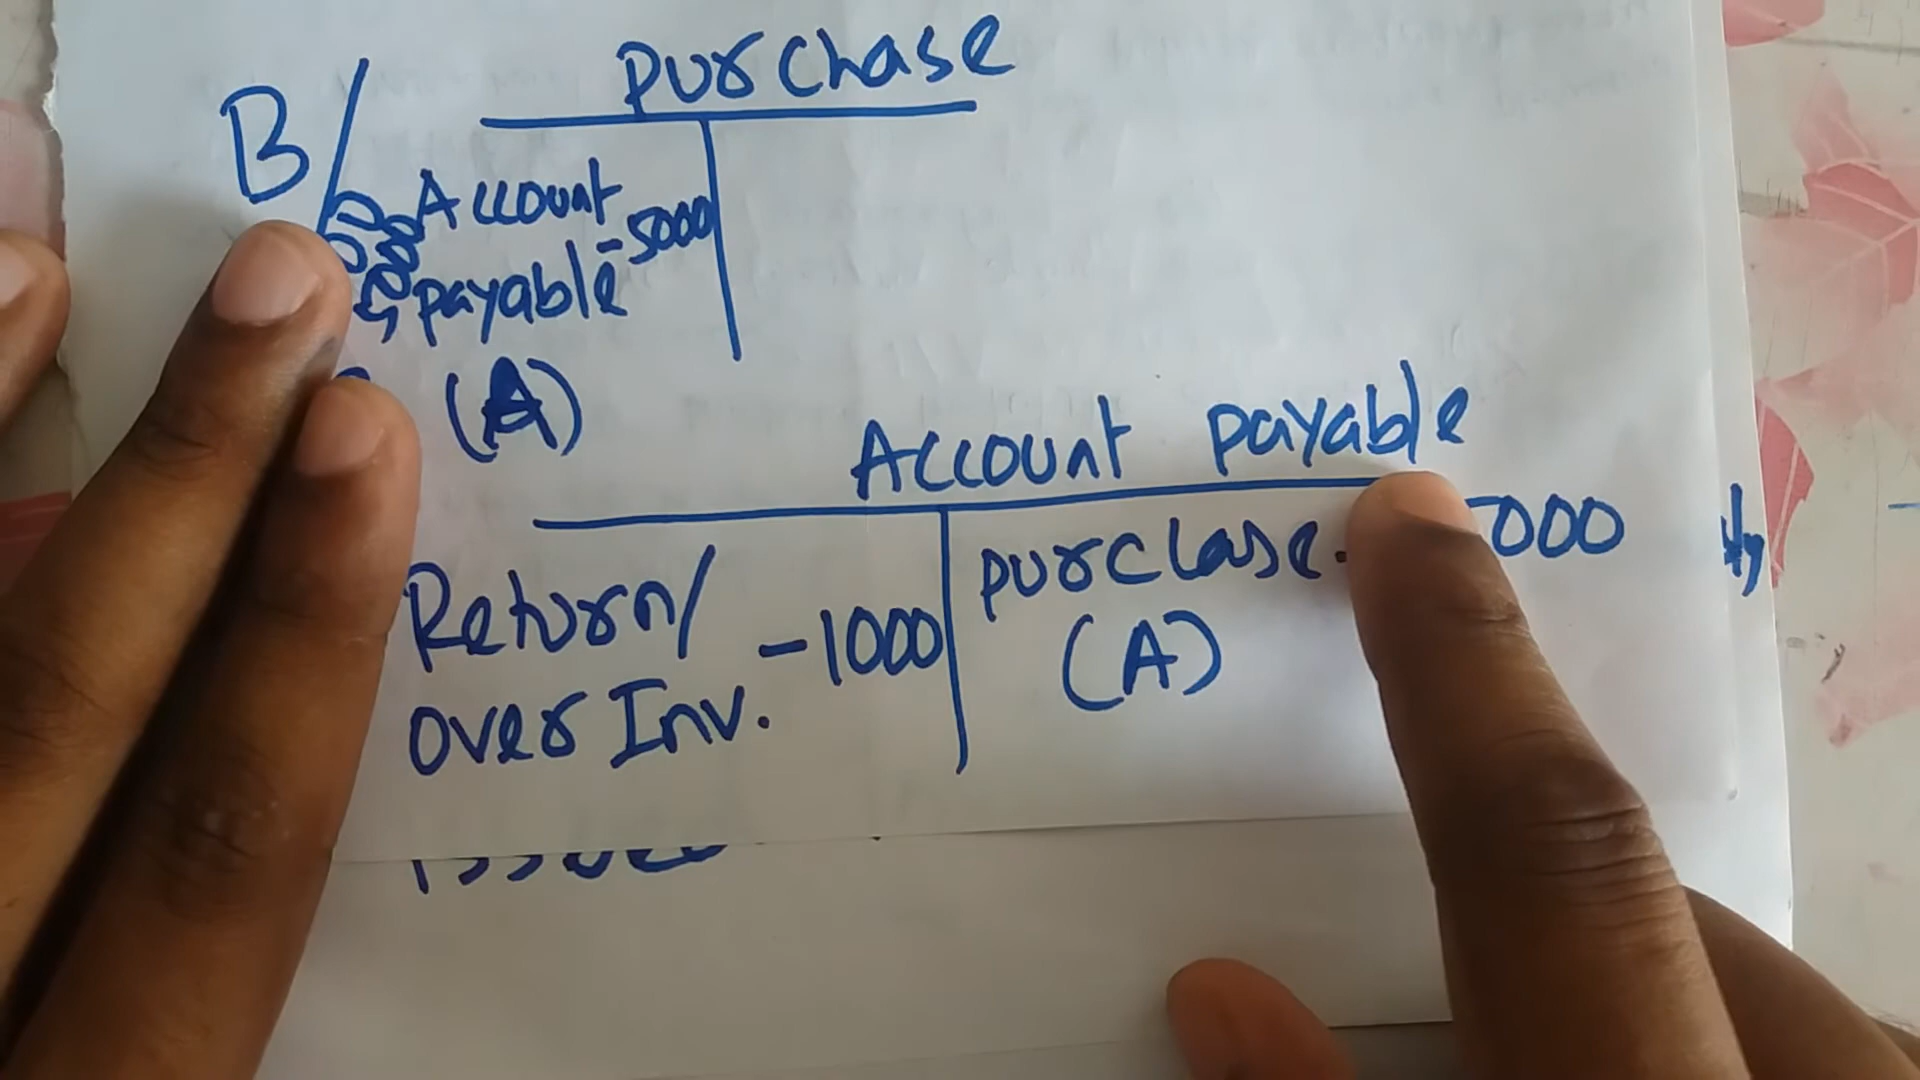 Purchase
B/
Account
payable -5000
(A)
Account payable
Return/ -1000
over Inv.
purchase.
000
(A)